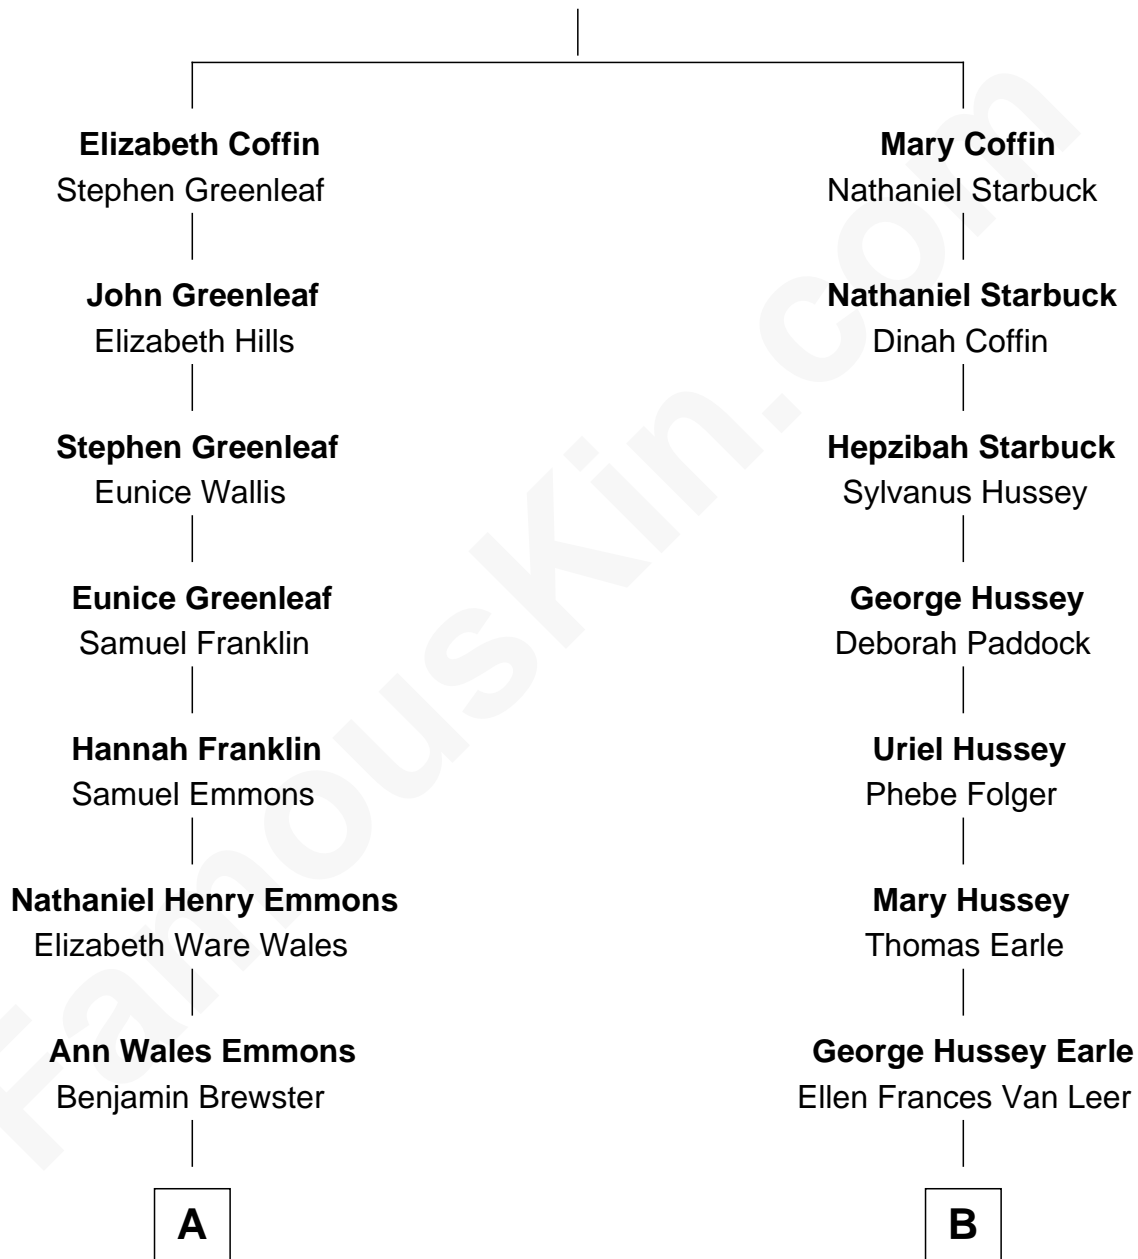 Elizabeth Coffin
Stephen Greenleaf
John Greenleaf
Elizabeth Hills
Stephen Greenleaf
Eunice Wallis
Eunice Greenleaf
Samuel Franklin
Hannah Franklin
Samuel Emmons
Nathaniel Henry Emmons
Elizabeth Ware Wales
Ann Wales Emmons
Benjamin Brewster
A
Mary Coffin
Nathaniel Starbuck
Nathaniel Starbuck
Dinah Coffin
Hepzibah Starbuck
Sylvanus Hussey
George Hussey
Deborah Paddock
Uriel Hussey
Phebe Folger
Mary Hussey
Thomas Earle
George Hussey Earle
Ellen Frances Van Leer
B
FamousKin.com